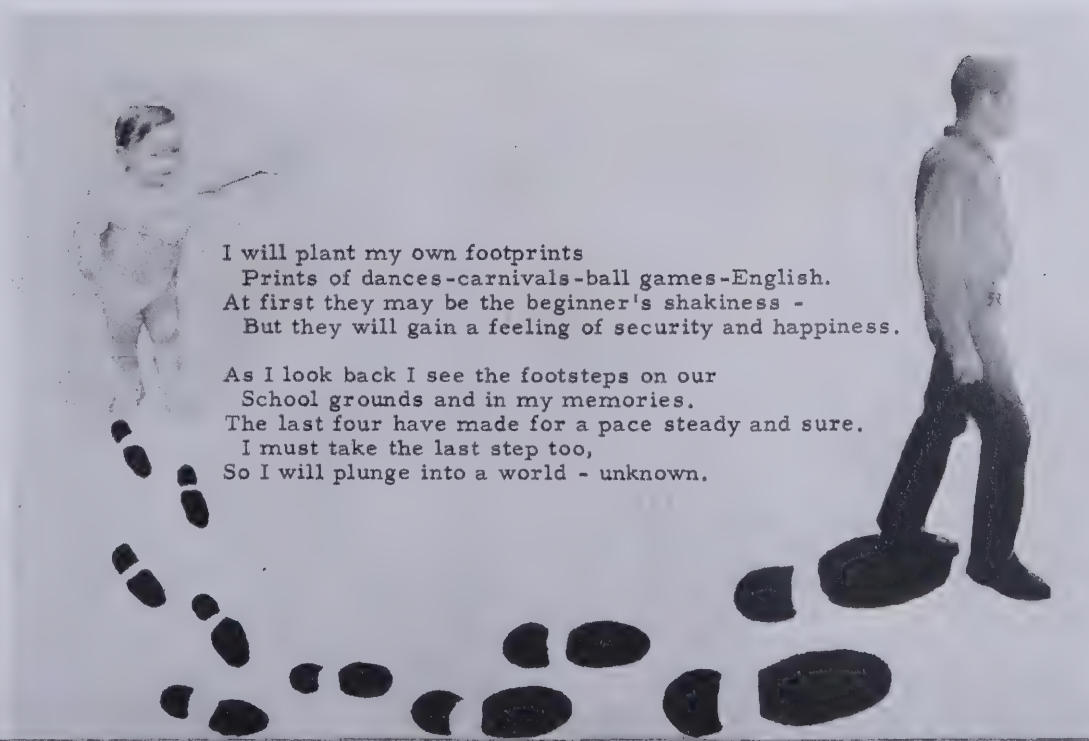 I will plant my own footprints
Prints of dances-carnivals-ball games-English.
At first they may be the beginner's shakiness -
But they will gain a feeling of security and happiness.
As I look back I see the footsteps on our
School grounds and in my memories.
The last four have made for a pace steady and sure.
I must take the last step too,
So I will plunge into a world - unknown.